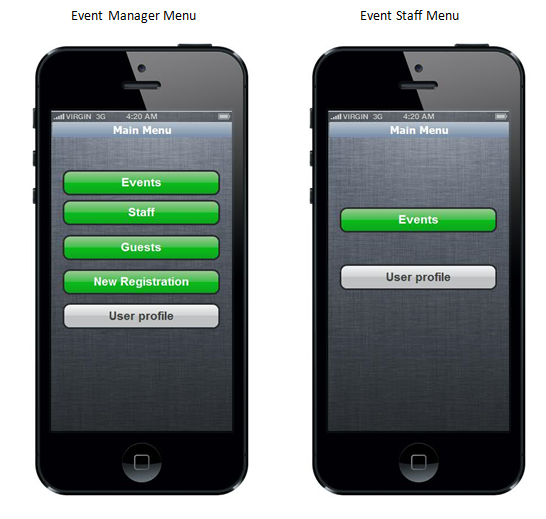 Event Manager Menu
VIRGIN 3G 4:20 AM
Main Menu
Events
Staff
Guests
New Registration
User profile
Event Staff Menu
VIRGIN 3G 4:20 AM
Main Menu
Events
User profile